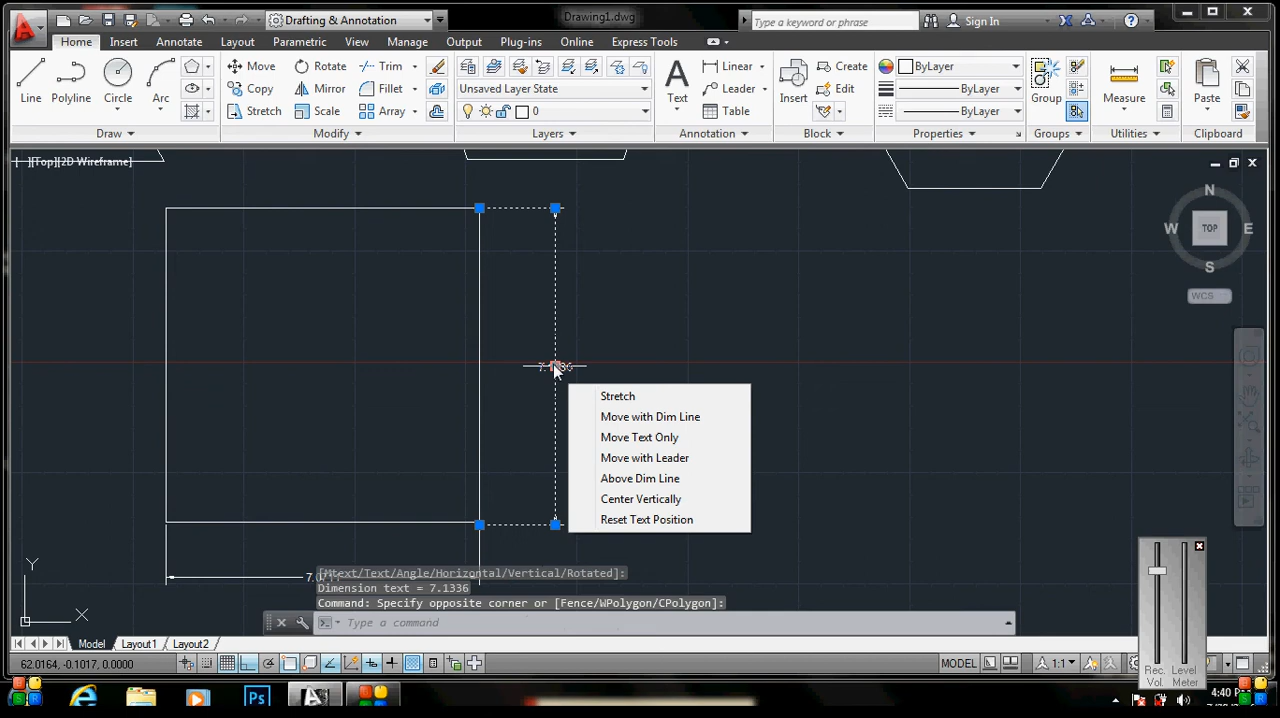 Drafting & Annotation
Drawing1.dwg
Type a keyword or phrase
Sign In
Home Insert Annotate Layout Parametric View Manage Output Plug-ins Online Express Tools
Move Rotate Trim
Unsaved Layer State
Linear
Create
ByLayer
Copy Mirror Fillet
Leader
Edit
ByLayer
Line Polyline Circle Arc
Text
Insert
Group
Measure
Paste
Stretch Scale Array
0
Table
ByLayer
Draw Modify Layers Annotation Block Properties Groups Utilities Clipboard
][Top][2D Wireframe]
N
W TOP E
S
WCS
Stretch
Move with Dim Line
Move Text Only
Move with Leader
Above Dim Line
Center Vertically
Reset Text Position
Y
X
[Mtext/Text/Angle/Horizontal/Vertical/Rotated]:
Dimension text = 7.1336
Command: Specify opposite corner or [Fence/WPolygon/CPolygon]:
Type a command
Model Layout1 Layout2
62.0164, -0.1017, 0.0000
MODEL
1:1
Rec. Level
Vol. Meter
Ps
4:40 PM